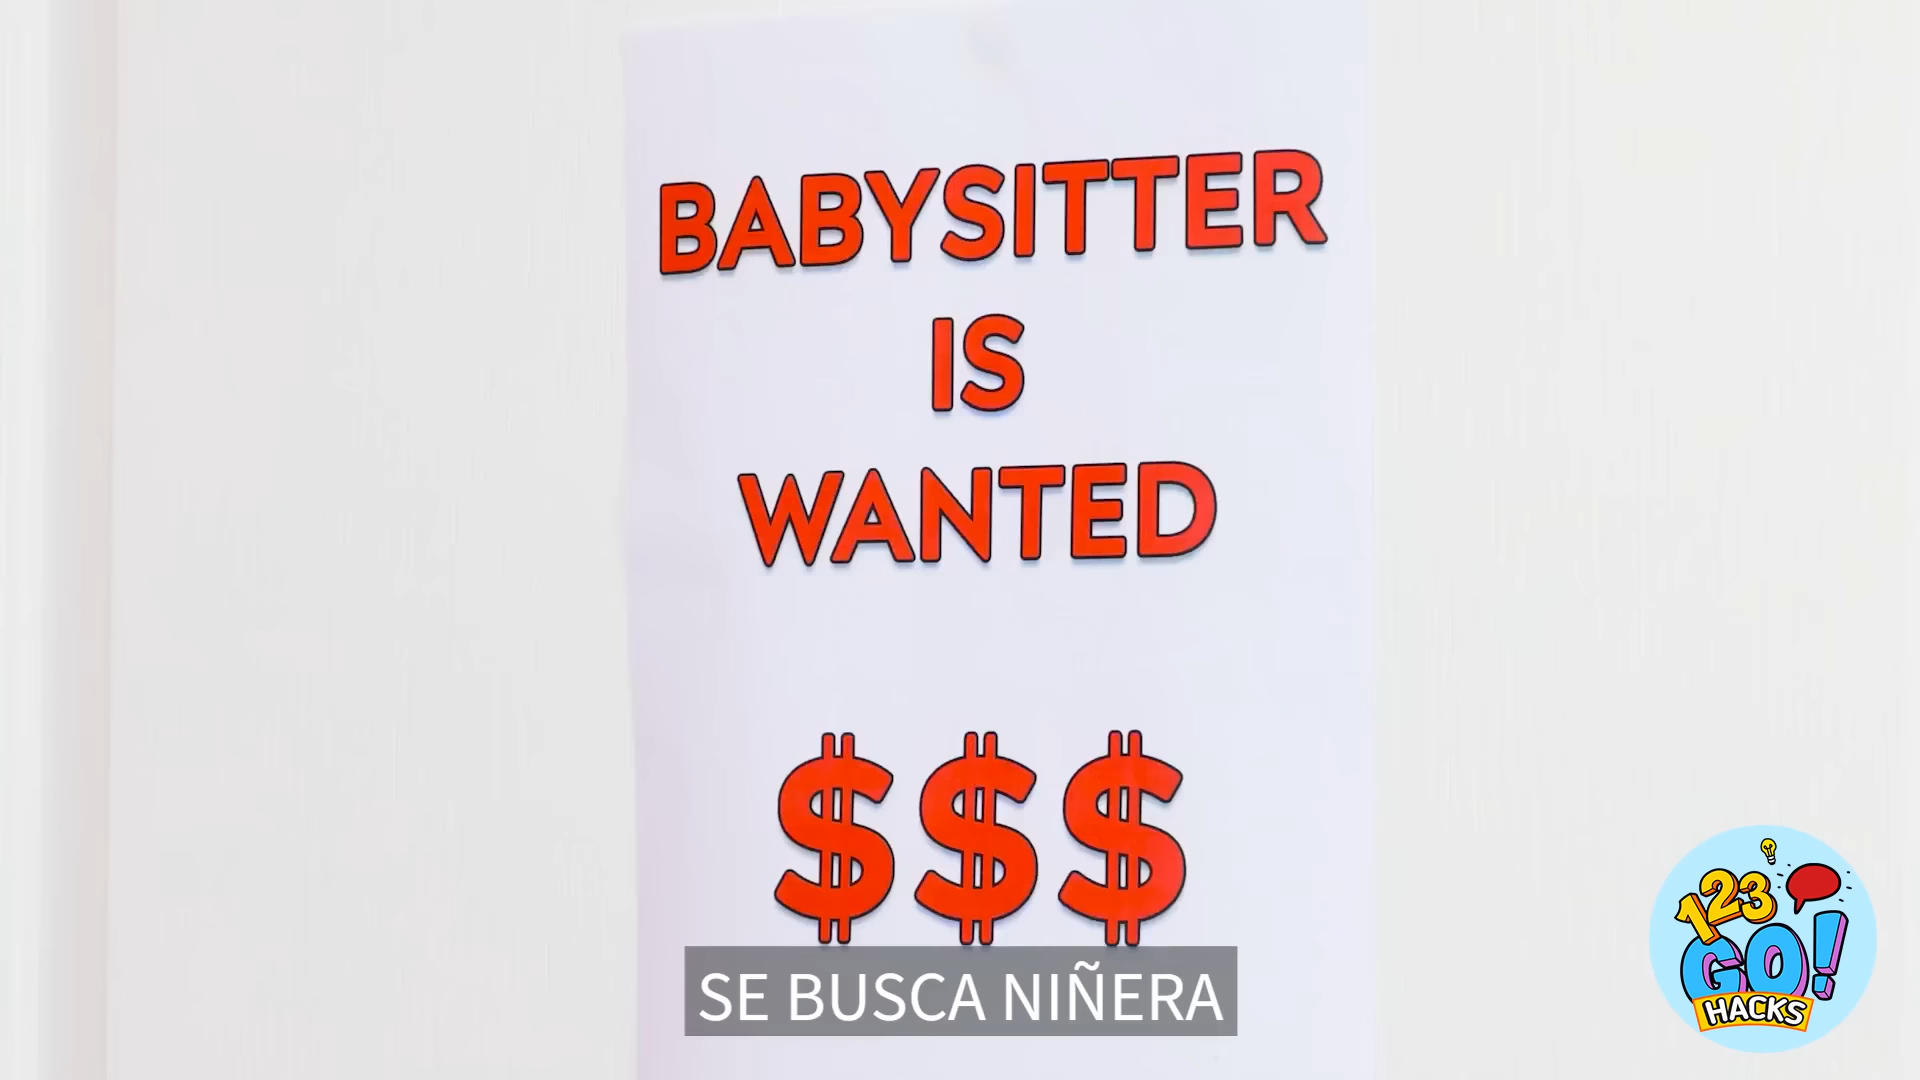 BABYSITTER
IS
WANTED
$$$
SE BUSCA NIÑERA
123
GO!
HACKS